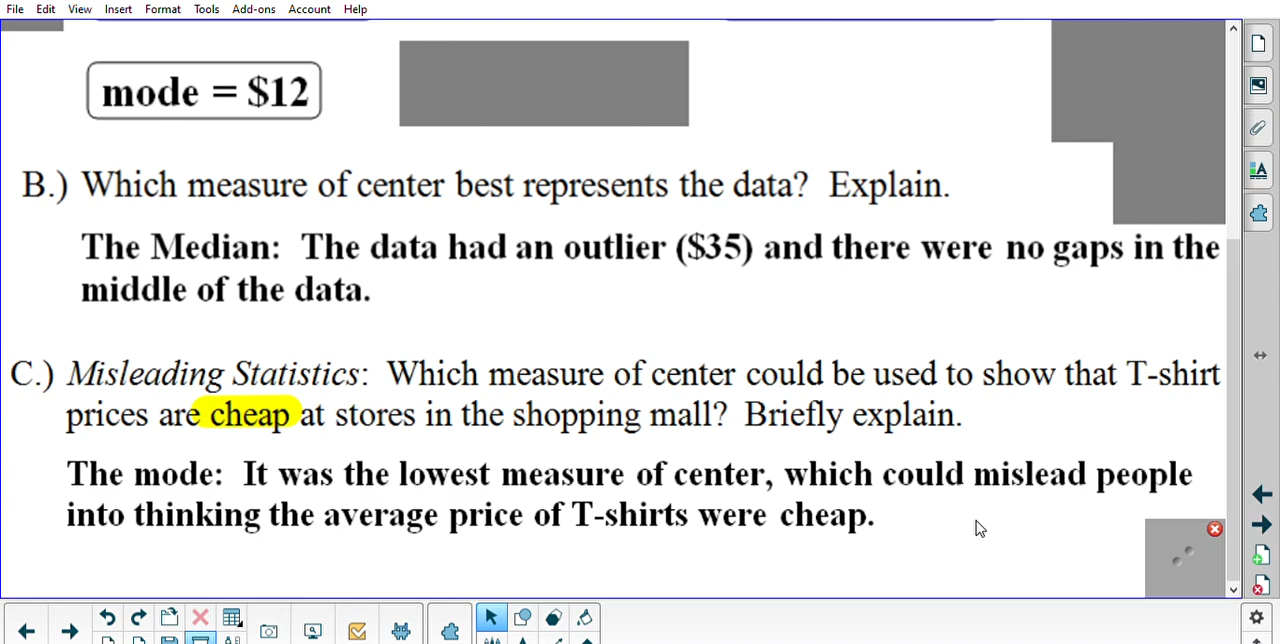 File Edit View Insert Format Tools Add-ons Account Help
mode = $12
B.) Which measure of center best represents the data? Explain.
The Median: The data had an outlier ($35) and there were no gaps in the
middle of the data.
C.) Misleading Statistics: Which measure of center could be used to show that T-shirt
prices are cheap at stores in the shopping mall? Briefly explain.
The mode: It was the lowest measure of center, which could mislead people
into thinking the average price of T-shirts were cheap.